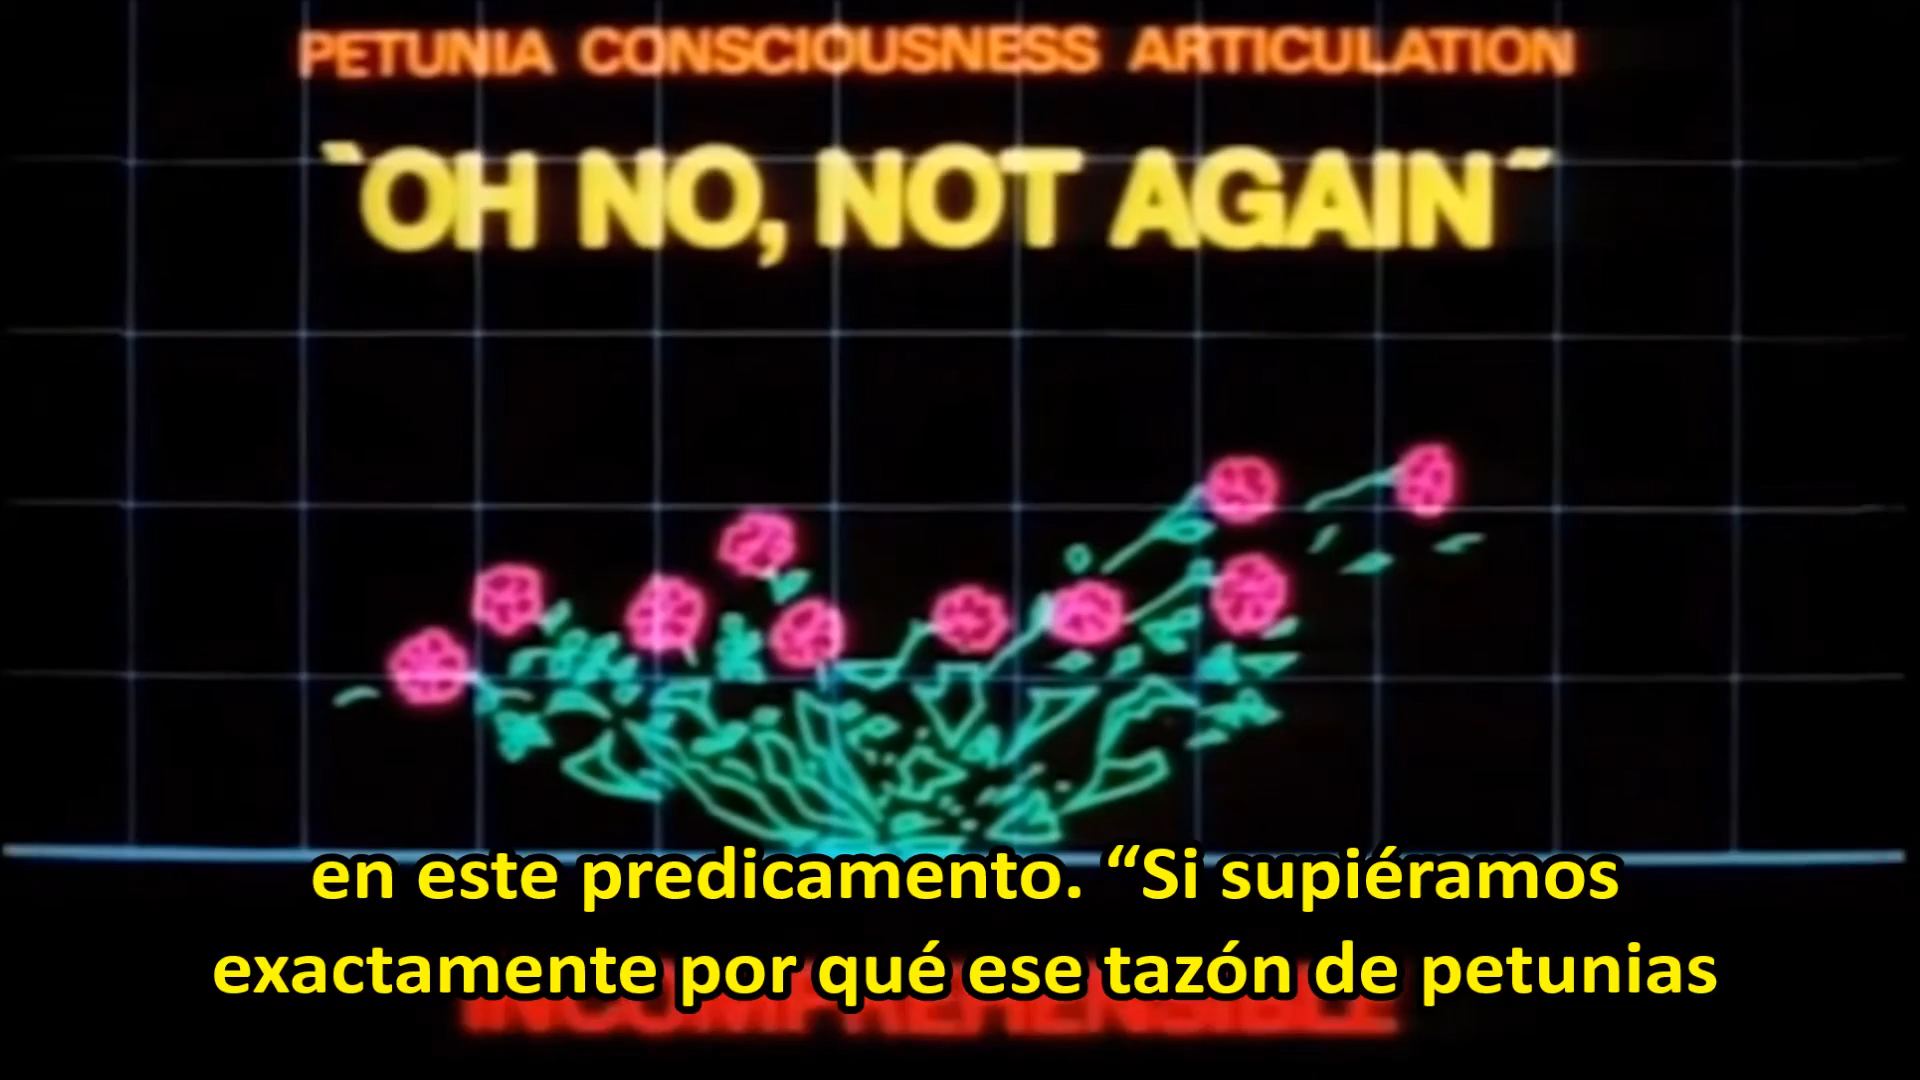 PETUNIA CONSCIOUSNESS ARTICULATION
"OH NO, NOT AGAIN"
en este predicamento. “Si supiéramos
exactamente por qué ese tazón de petunias
INCOMPREHENSIBLE